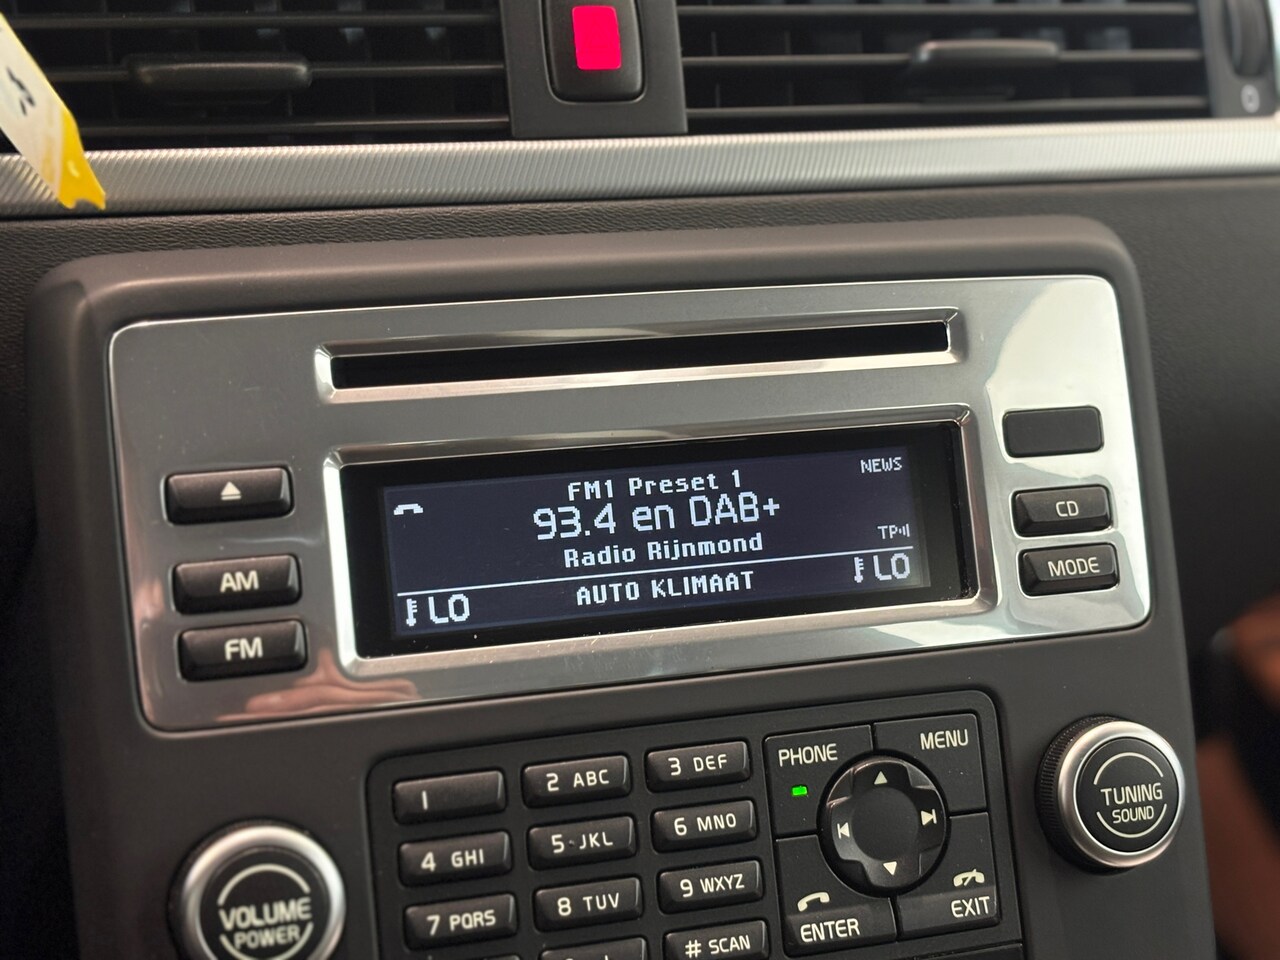 NEWS
FM1 Preset 1
93.4 en DAB+
Radio Rijnmond
TP
LO
AUTO KLIMAAT
LO
AM
FM
CD
MODE
1
2 ABC
3 DEF
4 GHI
5 JKL
6 MNO
7 PQRS
8 TUV
9 WXYZ
# SCAN
PHONE
MENU
ENTER
EXIT
VOLUME
POWER
TUNING
SOUND